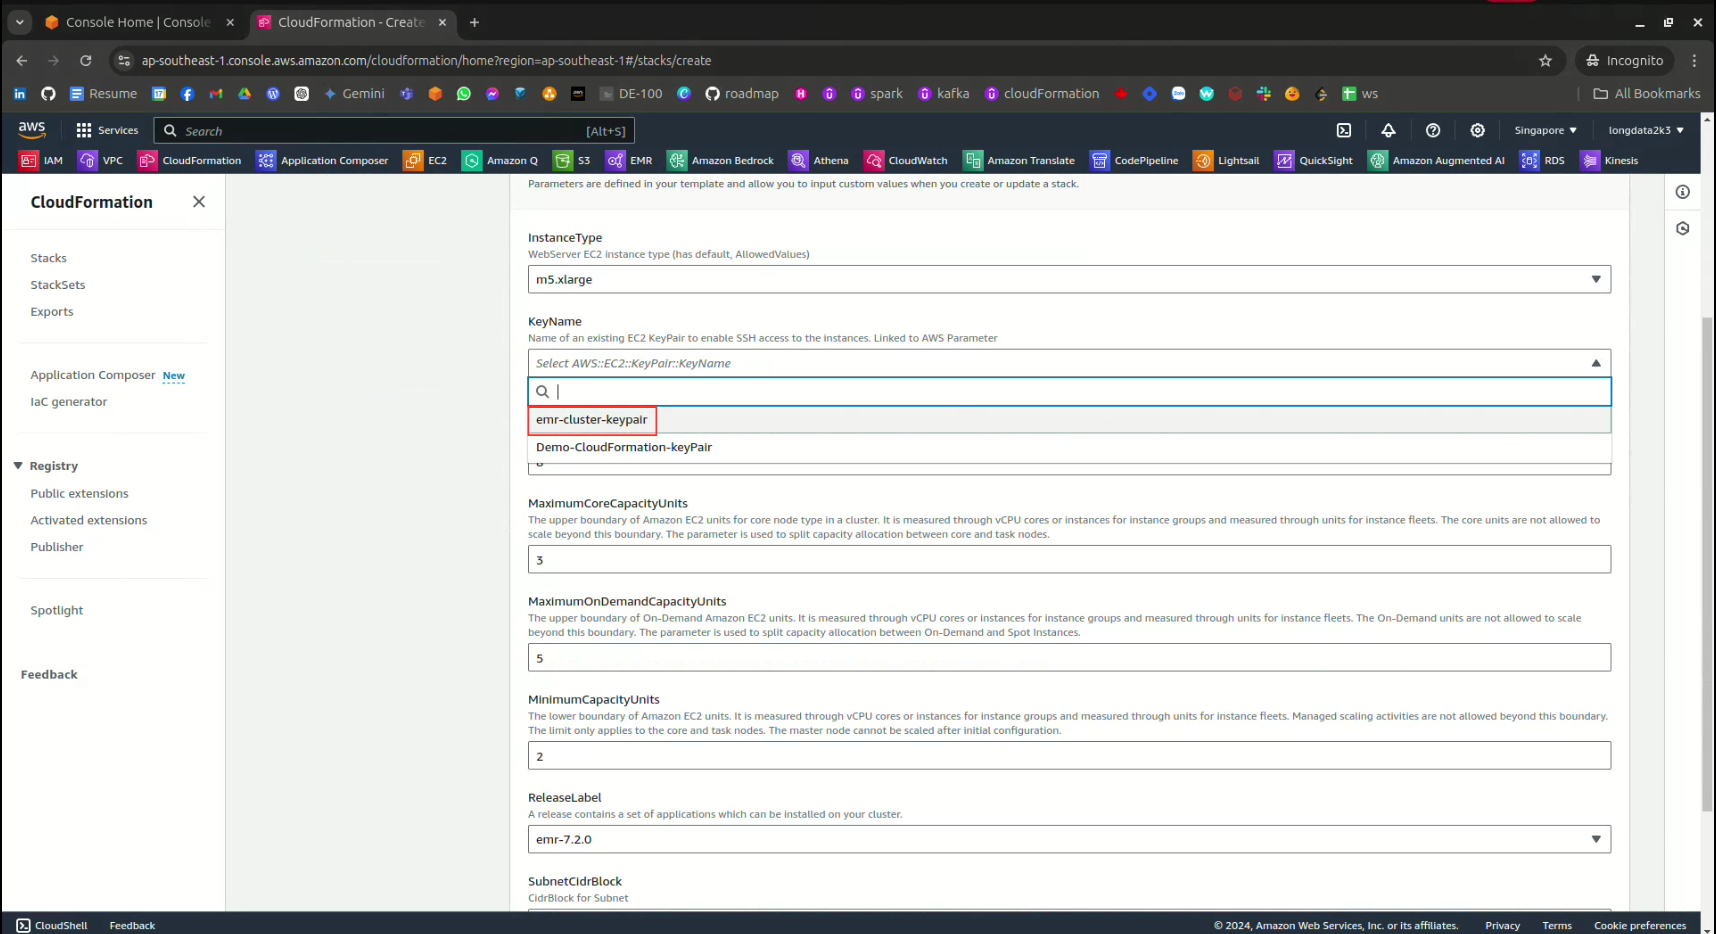 Console Home | Console
CloudFormation - Create
ap-southeast-1.console.aws.amazon.com/cloudformation/home?region=ap-southeast-1#/stacks/create
Incognito
Resume
Gemini
DE-100
roadmap
spark
kafka
cloudFormation
ws
All Bookmarks
aws
Services
Search
[Alt+S]
Singapore
longdata2k3
IAM
VPC
CloudFormation
Application Composer
EC2
Amazon Q
S3
EMR
Amazon Bedrock
Athena
CloudWatch
Amazon Translate
CodePipeline
Lightsail
QuickSight
Amazon Augmented AI
RDS
Kinesis
CloudFormation
Stacks
StackSets
Exports
Application Composer New
IaC generator
Registry
Public extensions
Activated extensions
Publisher
Spotlight
Feedback
Parameters are defined in your template and allow you to input custom values when you create or update a stack.
InstanceType
WebServer EC2 instance type (has default, AllowedValues)
m5.xlarge
KeyName
Name of an existing EC2 KeyPair to enable SSH access to the instances. Linked to AWS Parameter
Select AWS::EC2::KeyPair::KeyName
emr-cluster-keypair
Demo-CloudFormation-keyPair
MaximumCoreCapacityUnits
The upper boundary of Amazon EC2 units for core node type in a cluster. It is measured through vCPU cores or instances for instance groups and measured through units for instance fleets. The core units are not allowed to
scale beyond this boundary. The parameter is used to split capacity allocation between core and task nodes.
3
MaximumOnDemandCapacityUnits
The upper boundary of On-Demand Amazon EC2 units. It is measured through vCPU cores or instances for instance groups and measured through units for instance fleets. The On-Demand units are not allowed to scale
beyond this boundary. The parameter is used to split capacity allocation between On-Demand and Spot Instances.
5
MinimumCapacityUnits
The lower boundary of Amazon EC2 units. It is measured through vCPU cores or instances for instance groups and measured through units for instance fleets. Managed scaling activities are not allowed beyond this boundary.
The limit only applies to the core and task nodes. The master node cannot be scaled after initial configuration.
2
ReleaseLabel
A release contains a set of applications which can be installed on your cluster.
emr-7.2.0
SubnetCidrBlock
CidrBlock for Subnet
CloudShell
Feedback
© 2024, Amazon Web Services, Inc. or its affiliates.
Privacy
Terms
Cookie preferences